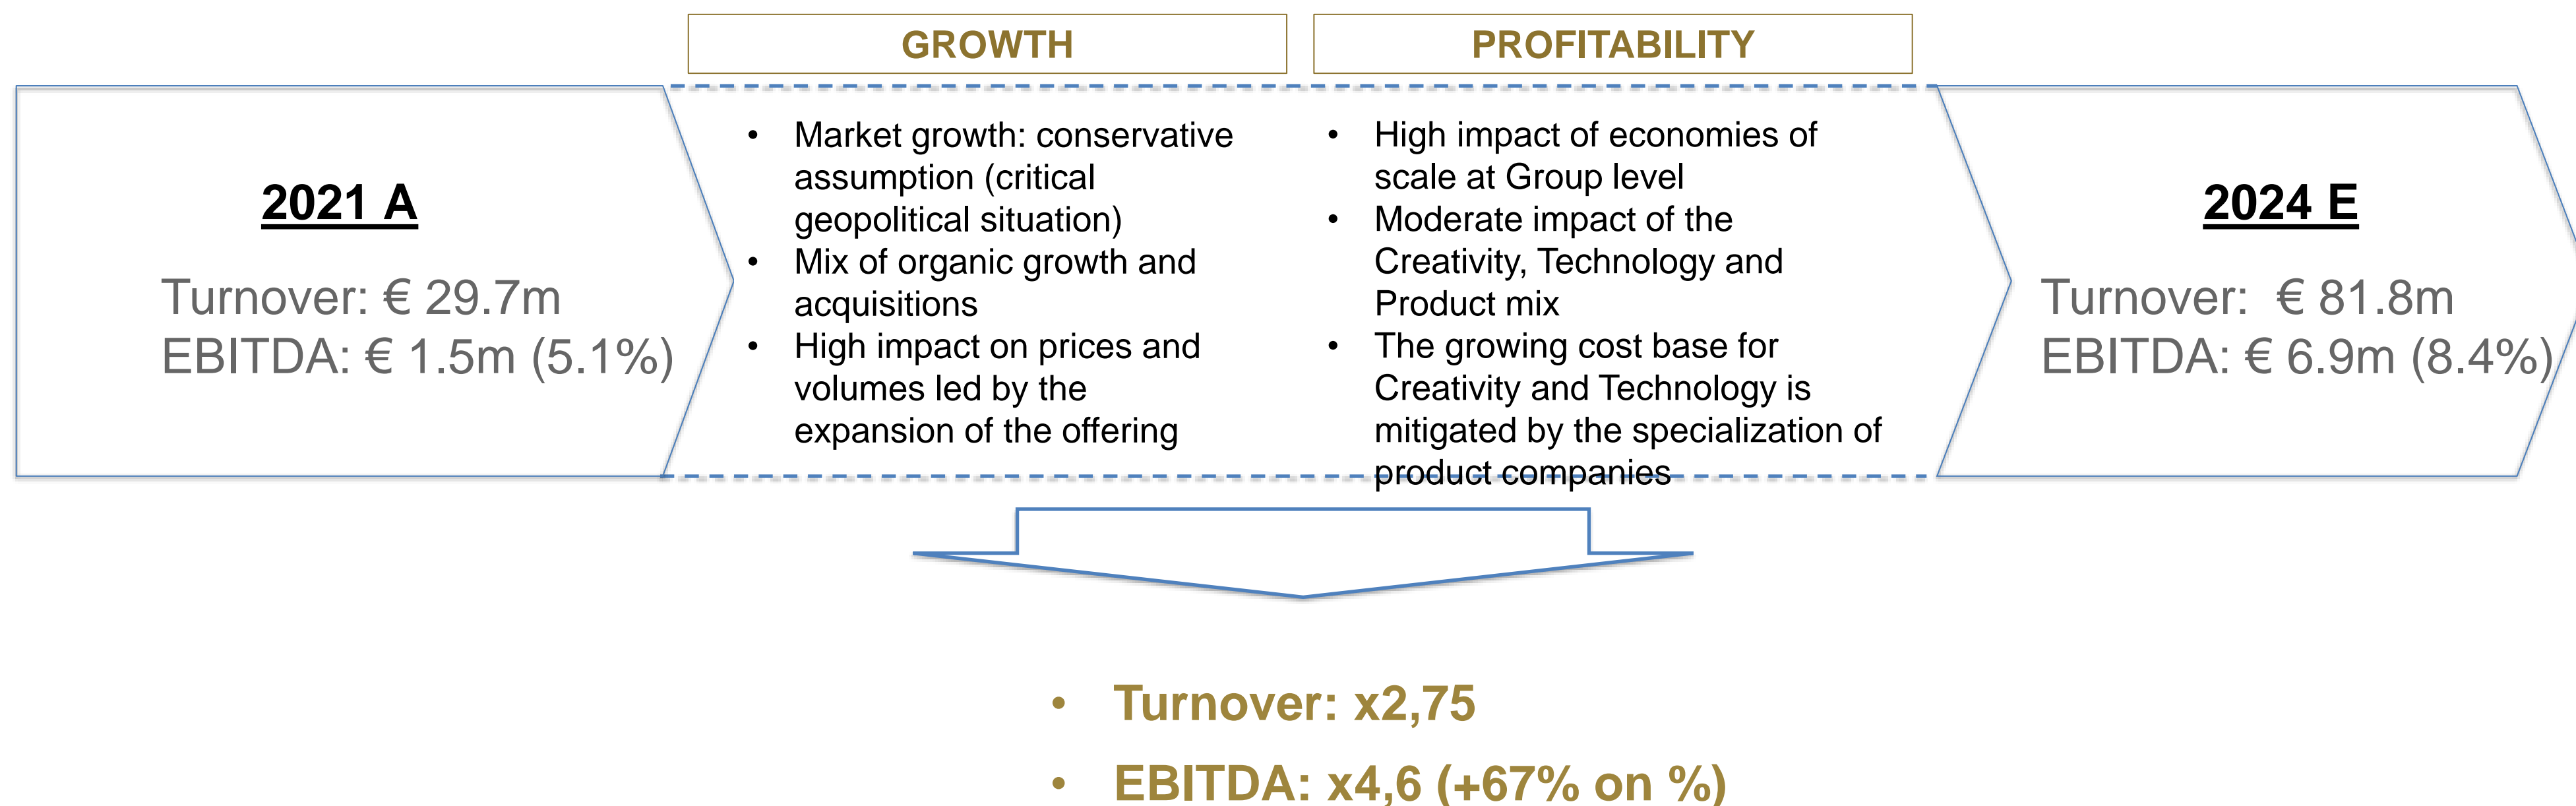 GROWTH
PROFITABILITY
2021 A
Turnover: € 29.7m
EBITDA: € 1.5m (5.1%)
• Market growth: conservative
assumption (critical
geopolitical situation)
• Mix of organic growth and
acquisitions
• High impact on prices and
volumes led by the
expansion of the offering
• High impact of economies of
scale at Group level
• Moderate impact of the
Creativity, Technology and
Product mix
• The growing cost base for
Creativity and Technology is
mitigated by the specialization of
product companies
2024 E
Turnover: € 81.8m
EBITDA: € 6.9m (8.4%)
• Turnover: x2,75
• EBITDA: x4,6 (+67% on %)